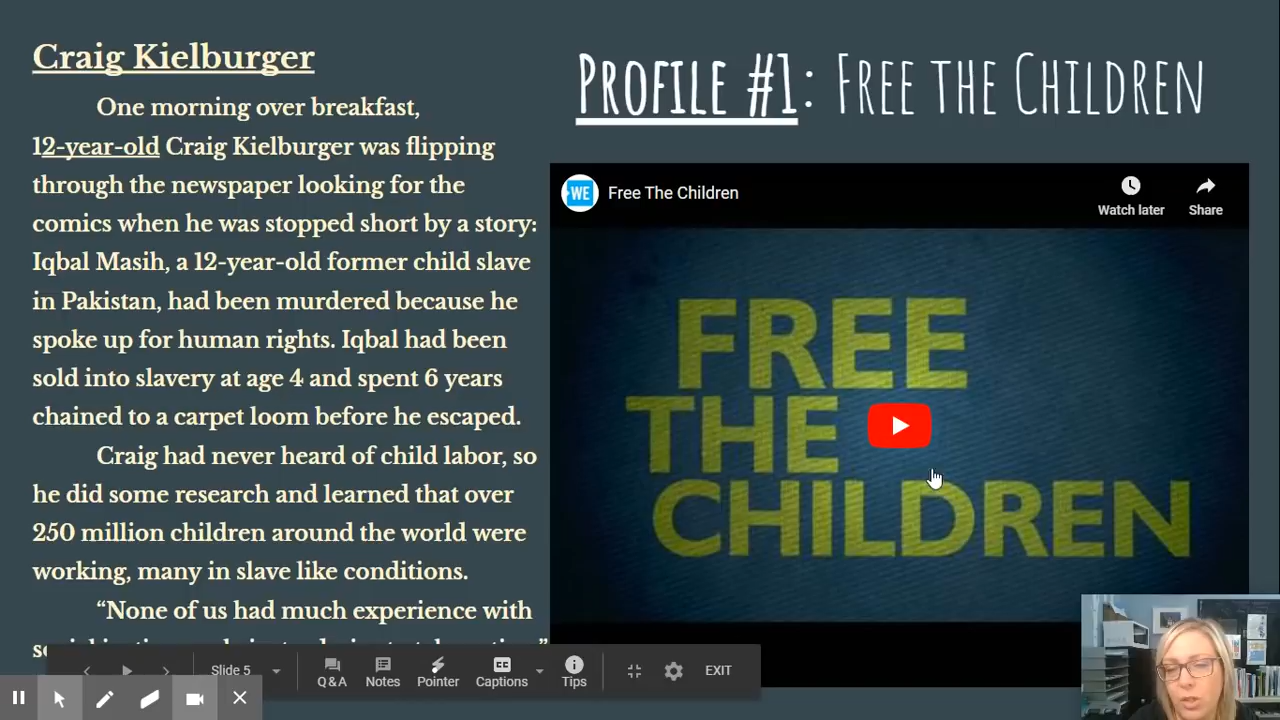 Craig Kielburger
One morning over breakfast,
12-year-old Craig Kielburger was flipping
through the newspaper looking for the
comics when he was stopped short by a story:
Iqbal Masih, a 12-year-old former child slave
in Pakistan, had been murdered because he
spoke up for human rights. Iqbal had been
sold into slavery at age 4 and spent 6 years
chained to a carpet loom before he escaped.
Craig had never heard of child labor, so
he did some research and learned that over
250 million children around the world were
working, many in slave like conditions.
“None of us had much experience with
Profile #1: Free the Children
WE
Free The Children
Watch later
Share
FREE
THE
CHILDREN
Slide 5
Q&A
Notes
Pointer
CC
Captions
Tips
EXIT